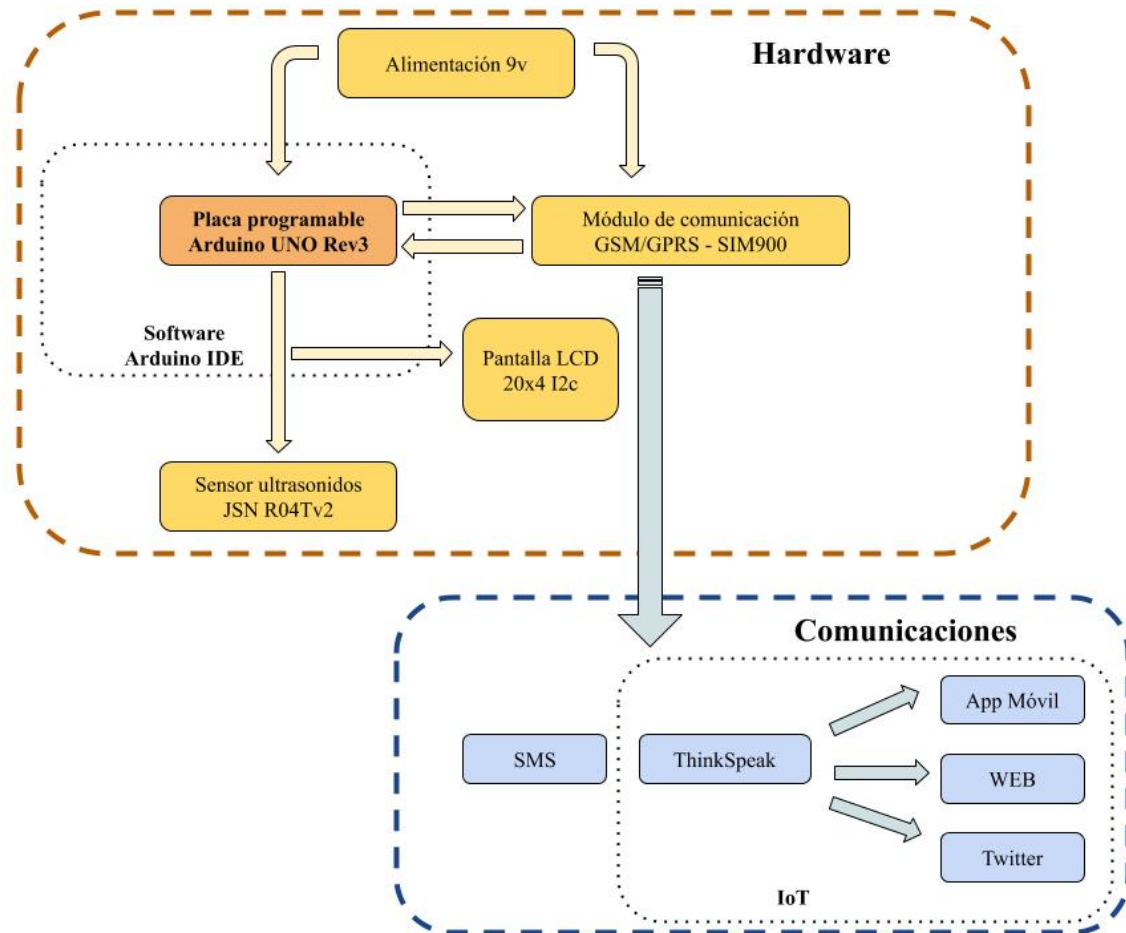 Hardware
Alimentación 9v
Placa programable
Arduino UNO Rev3
Módulo de comunicación
GSM/GPRS - SIM900
Software
Arduino IDE
Pantalla LCD
20x4 I2c
Sensor ultrasonidos
JSN R04Tv2
Comunicaciones
App Móvil
SMS
ThinkSpeak
WEB
Twitter
IoT